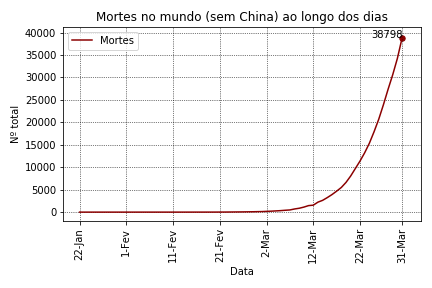 Mortes no mundo (sem China) ao longo dos dias
Mortes
38798
Nº total
40000
35000
30000
25000
20000
15000
10000
5000
0
22-Jan
1-Fev
11-Fev
21-Fev
2-Mar
12-Mar
22-Mar
31-Mar
Data